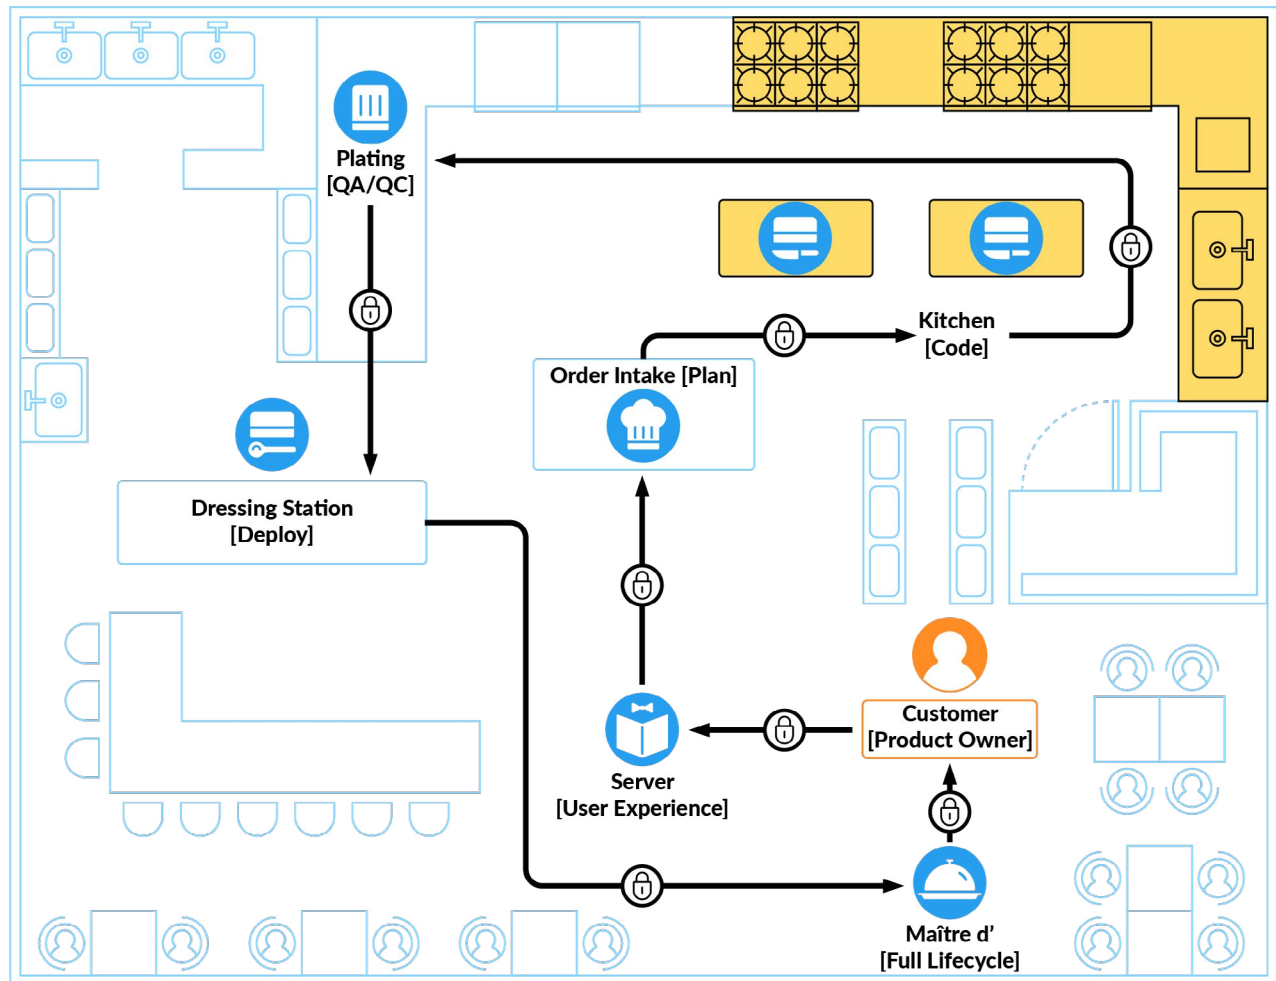 Plating
[QA/QC]
Kitchen
[Code]
Order Intake [Plan]
Dressing Station
[Deploy]
Customer
[Product Owner]
Server
[User Experience]
Maître d’
[Full Lifecycle]